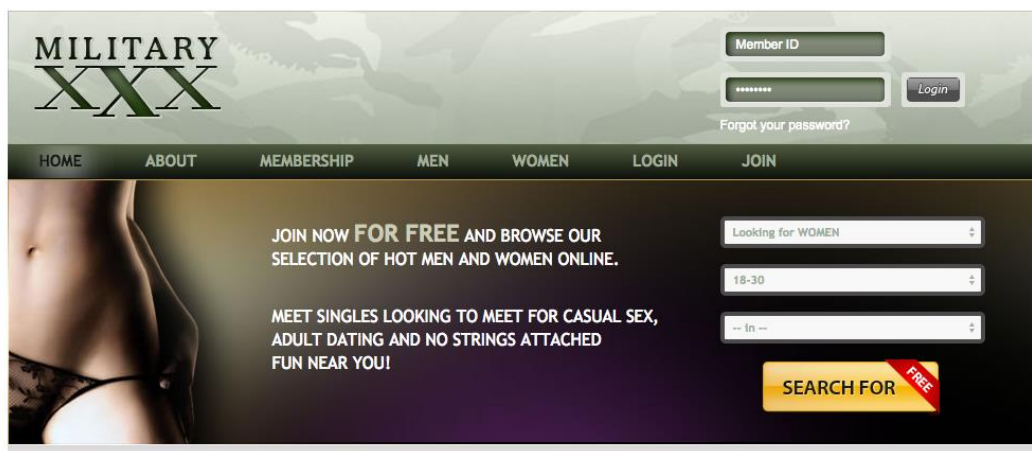 MILITARY
XXX
Member ID
••••••••
Login
Forgot your password?
HOME ABOUT MEMBERSHIP MEN WOMEN LOGIN JOIN
JOIN NOW FOR FREE AND BROWSE OUR
SELECTION OF HOT MEN AND WOMEN ONLINE.
MEET SINGLES LOOKING TO MEET FOR CASUAL SEX,
ADULT DATING AND NO STRINGS ATTACHED
FUN NEAR YOU!
Looking for WOMEN
18-30
-- in --
SEARCH FOR
FREE